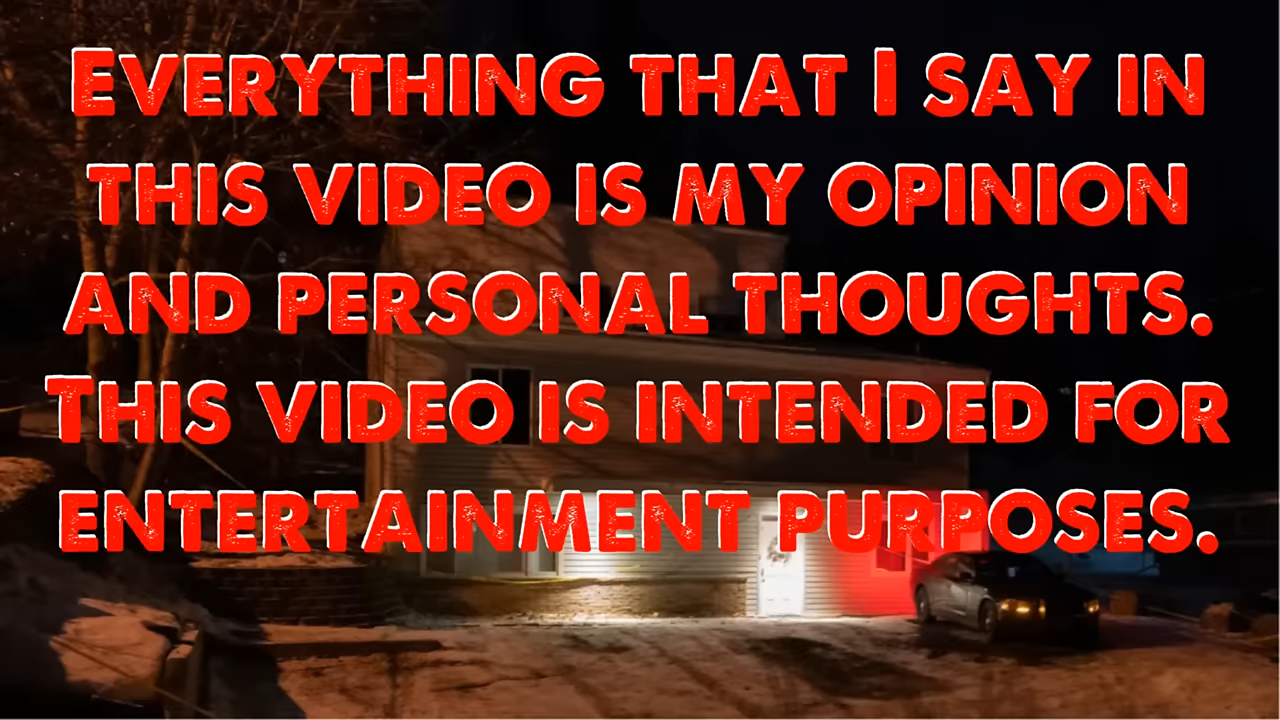 Everything that I say in
this video is my opinion
and personal thoughts.
This video is intended for
entertainment purposes.